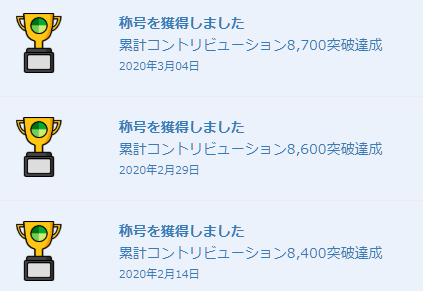 称号を獲得しました
累計コントリビューション8,700突破達成
2020年3月04日
称号を獲得しました
累計コントリビューション8,600突破達成
2020年2月29日
称号を獲得しました
累計コントリビューション8,400突破達成
2020年2月14日